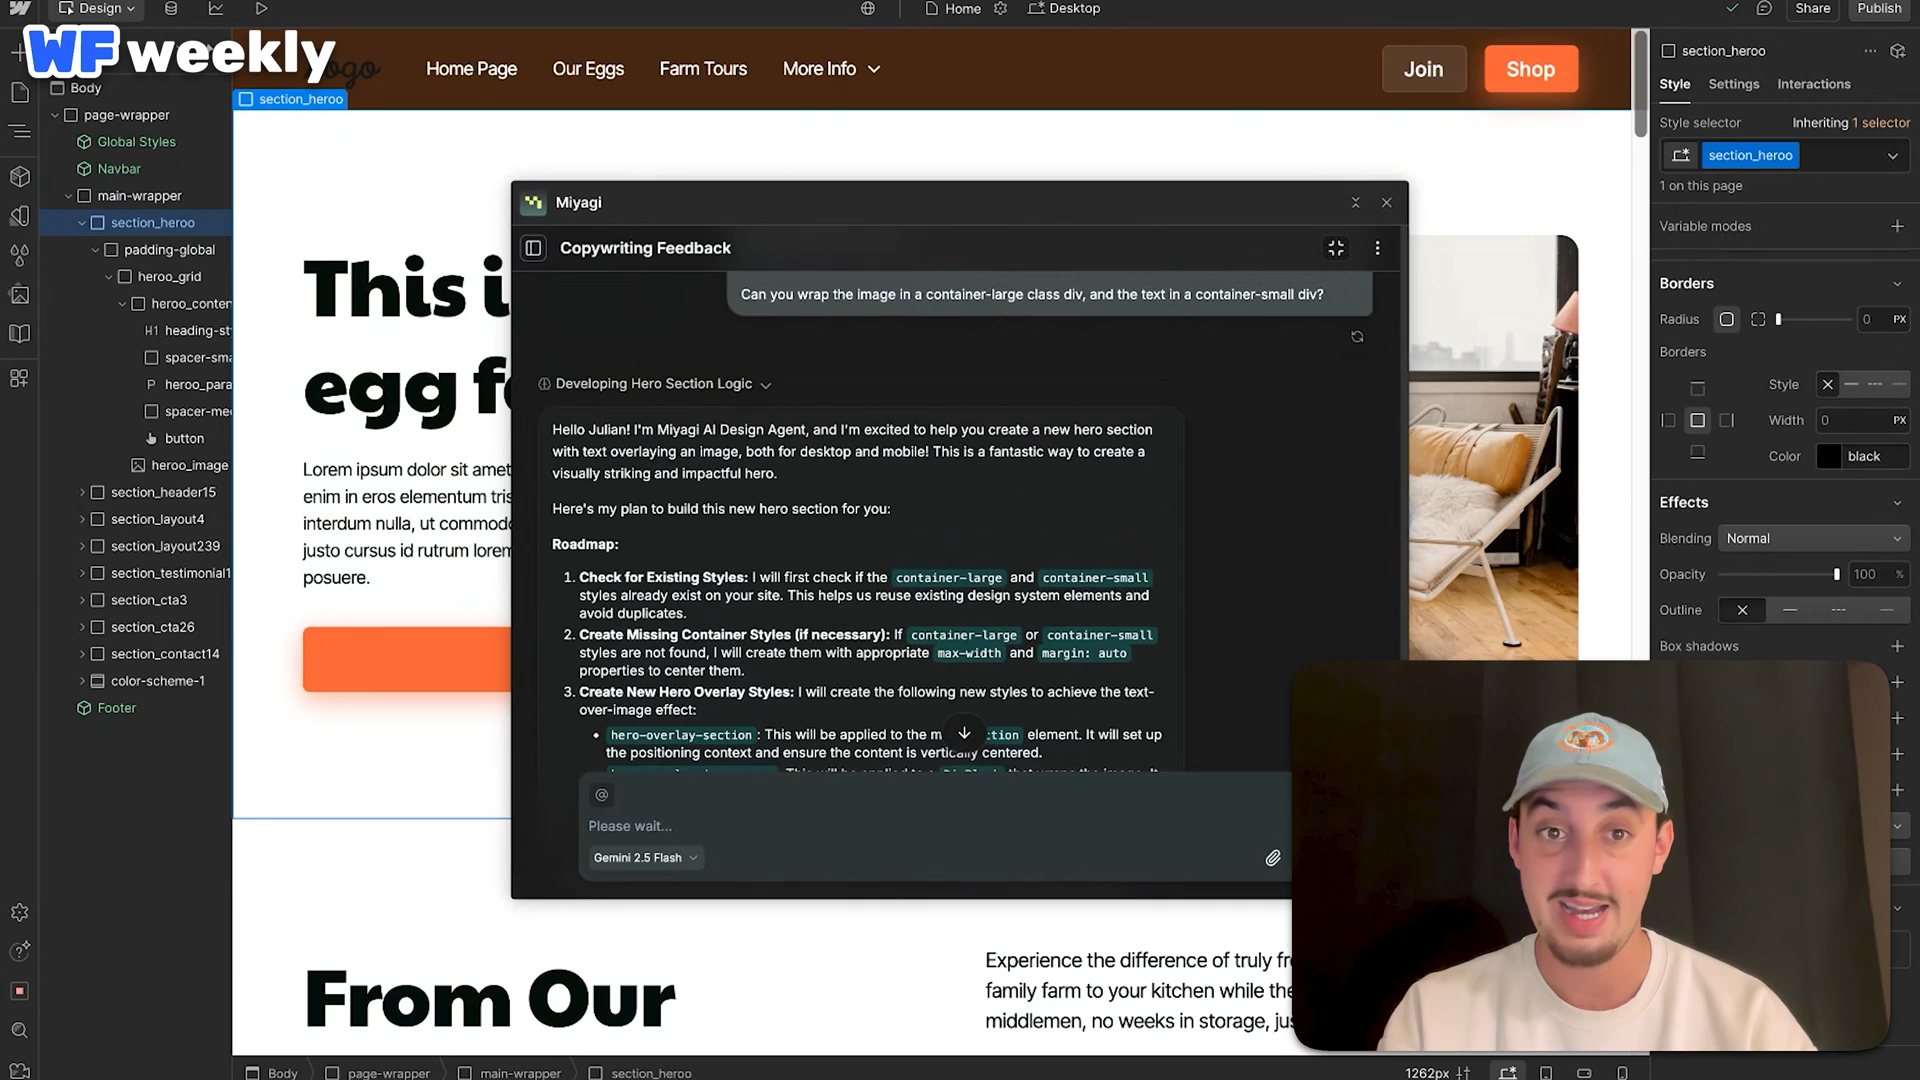 Design
Home
Desktop
Share
Publish
WF weekly
Logo
Home Page
Our Eggs
Farm Tours
More Info
Join
Shop
Body
page-wrapper
Global Styles
Navbar
main-wrapper
section_heroo
padding-global
heroo_grid
heroo_conten
H1 heading-st
spacer-sma
P heroo_para
spacer-me
button
heroo_image
section_header15
section_layout4
section_layout239
section_testimonial1
section_cta3
section_cta26
section_contact14
color-scheme-1
Footer
section_heroo
This i
egg f
Lorem ipsum dolor sit amet
enim in eros elementum tris
interdum nulla, ut commodo
justo cursus id rutrum lorem
posuere.
Miyagi
Copywriting Feedback
Can you wrap the image in a container-large class div, and the text in a container-small div?
Developing Hero Section Logic
Hello Julian! I'm Miyagi AI Design Agent, and I'm excited to help you create a new hero section
with text overlaying an image, both for desktop and mobile! This is a fantastic way to create a
visually striking and impactful hero.
Here's my plan to build this new hero section for you:
Roadmap:
1. Check for Existing Styles: I will first check if the container-large and container-small
styles already exist on your site. This helps us reuse existing design system elements and
avoid duplicates.
2. Create Missing Container Styles (if necessary): If container-large or container-small
styles are not found, I will create them with appropriate max-width and margin: auto
properties to center them.
3. Create New Hero Overlay Styles: I will create the following new styles to achieve the text-
over-image effect:
• hero-overlay-section: This will be applied to the m ction element. It will set up
the positioning context and ensure the content is vertically centered.
@
Please wait...
Gemini 2.5 Flash
From Our
Experience the difference of truly fr
family farm to your kitchen while the
middlemen, no weeks in storage, jus
section_heroo
Style
Settings
Interactions
Style selector
Inheriting 1 selector
section_heroo
1 on this page
Variable modes
Borders
Radius
0 PX
Borders
Style
Width
0 PX
Color
black
Effects
Blending
Normal
Opacity
100 %
Outline
Box shadows
Body
page-wrapper
main-wrapper
section_heroo
1262px